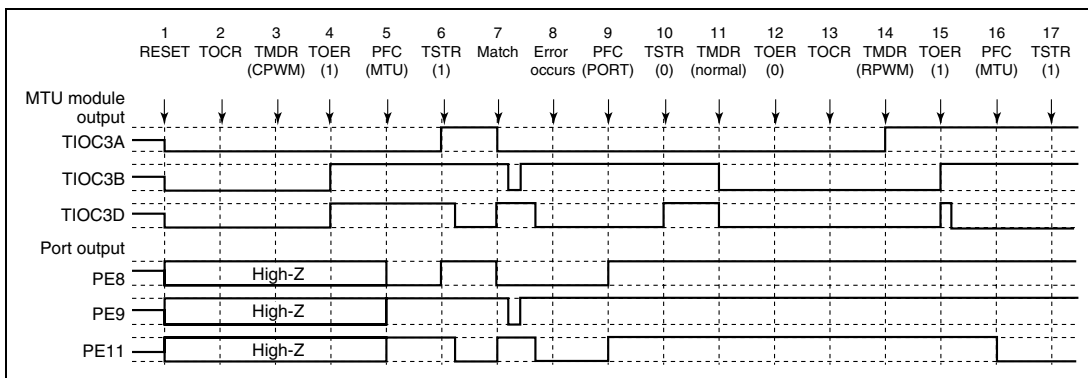 1 2 3 4 5 6 7 8 9 10 11 12 13 14 15 16 17
RESET TOCR TMDR TOER PFC TSTR Match Error PFC TSTR TMDR TOER TOCR TMDR TOER PFC TSTR
(CPWM) (1) (MTU) (1) occurs (PORT) (0) (normal) (0) (RPWM) (1) (MTU) (1)
MTU module
output
TIOC3A
TIOC3B
TIOC3D
Port output
PE8 High-Z
PE9 High-Z
PE11 High-Z